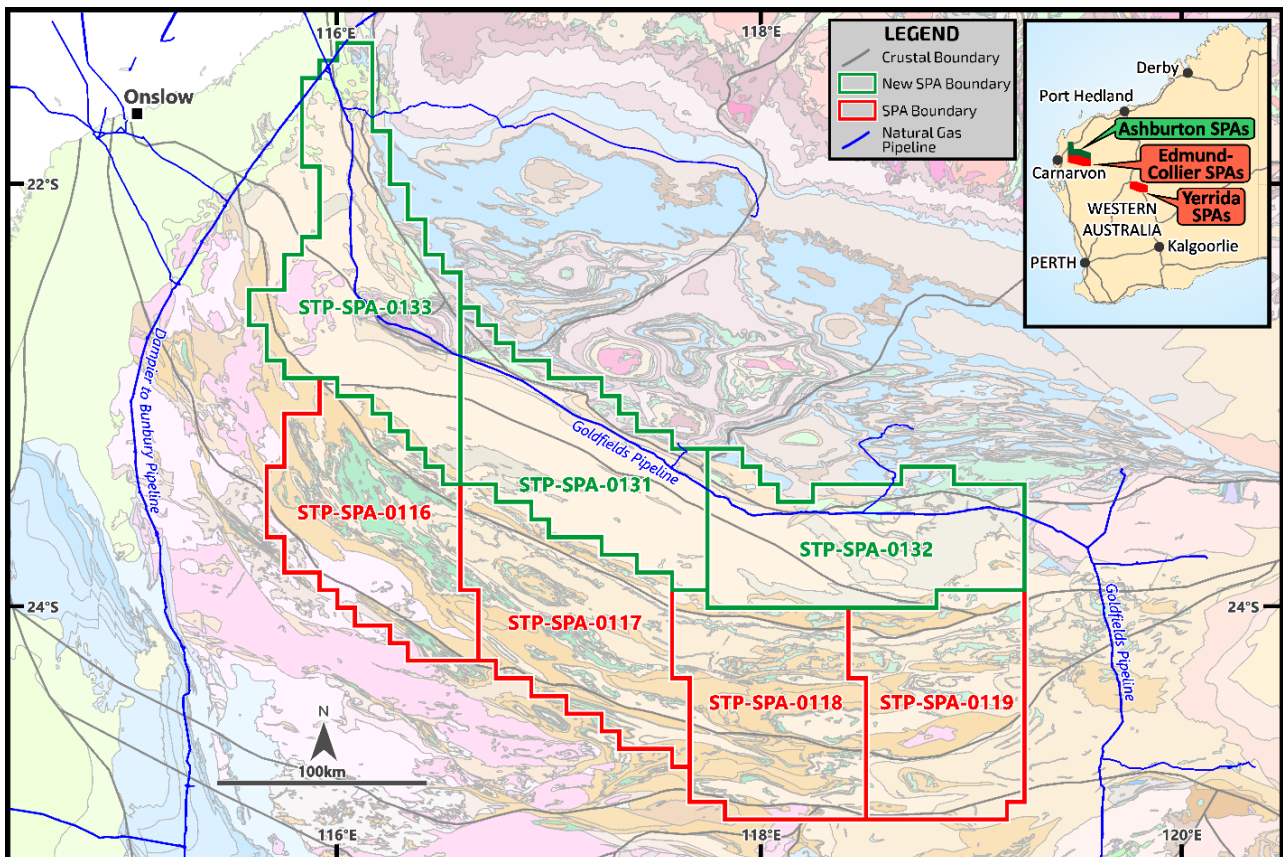 116°E
118°E
Onslow
22°S
LEGEND
Crustal Boundary
New SPA Boundary
SPA Boundary
Natural Gas
Pipeline
Derby
Port Hedland
Ashburton SPAs
Edmund-
Collier SPAs
Carnarvon
Yerrida
SPAs
WESTERN
AUSTRALIA
Kalgoorlie
PERTH
STP-SPA-0133
Dampier to Bunbury Pipeline
Goldfields Pipeline
STP-SPA-0131
STP-SPA-0116
STP-SPA-0132
24°S
24°S
STP-SPA-0117
Goldfields Pipeline
STP-SPA-0118
STP-SPA-0119
N
100km
116°E
118°E
120°E